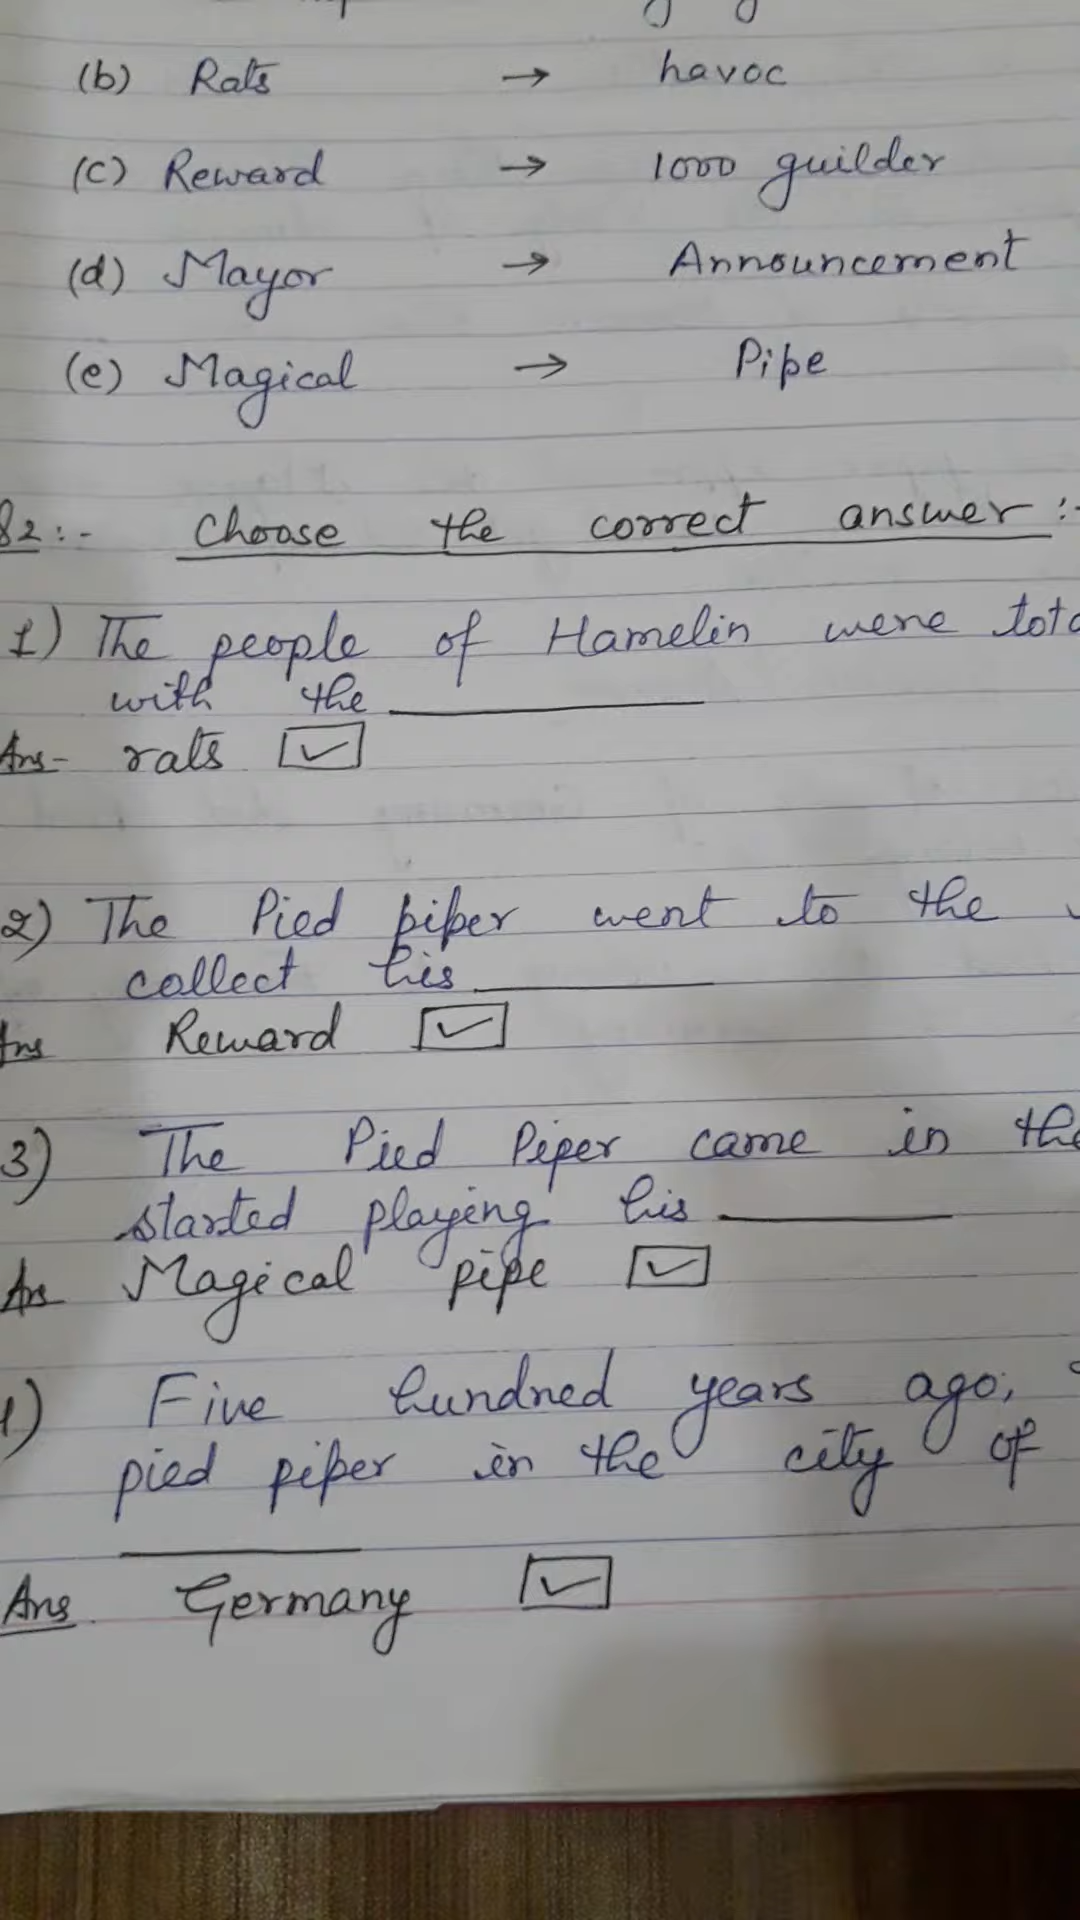 (b) Rats → havoc
(c) Reward → 1000 guilder
(d) Mayor → Announcement
(e) Magical → Pipe
Choose the correct answer :-
1) The people of Hamelin were
with the ________
Ans- rats ☑
2) The Pied piper went to the
collect his ________
Ans Reward ☑
3) The Pied Piper came in the
started playing his ________
Ans Magical pipe ☑
Five hundred years ago,
pied piper in the city of
________
Ans Germany ☑